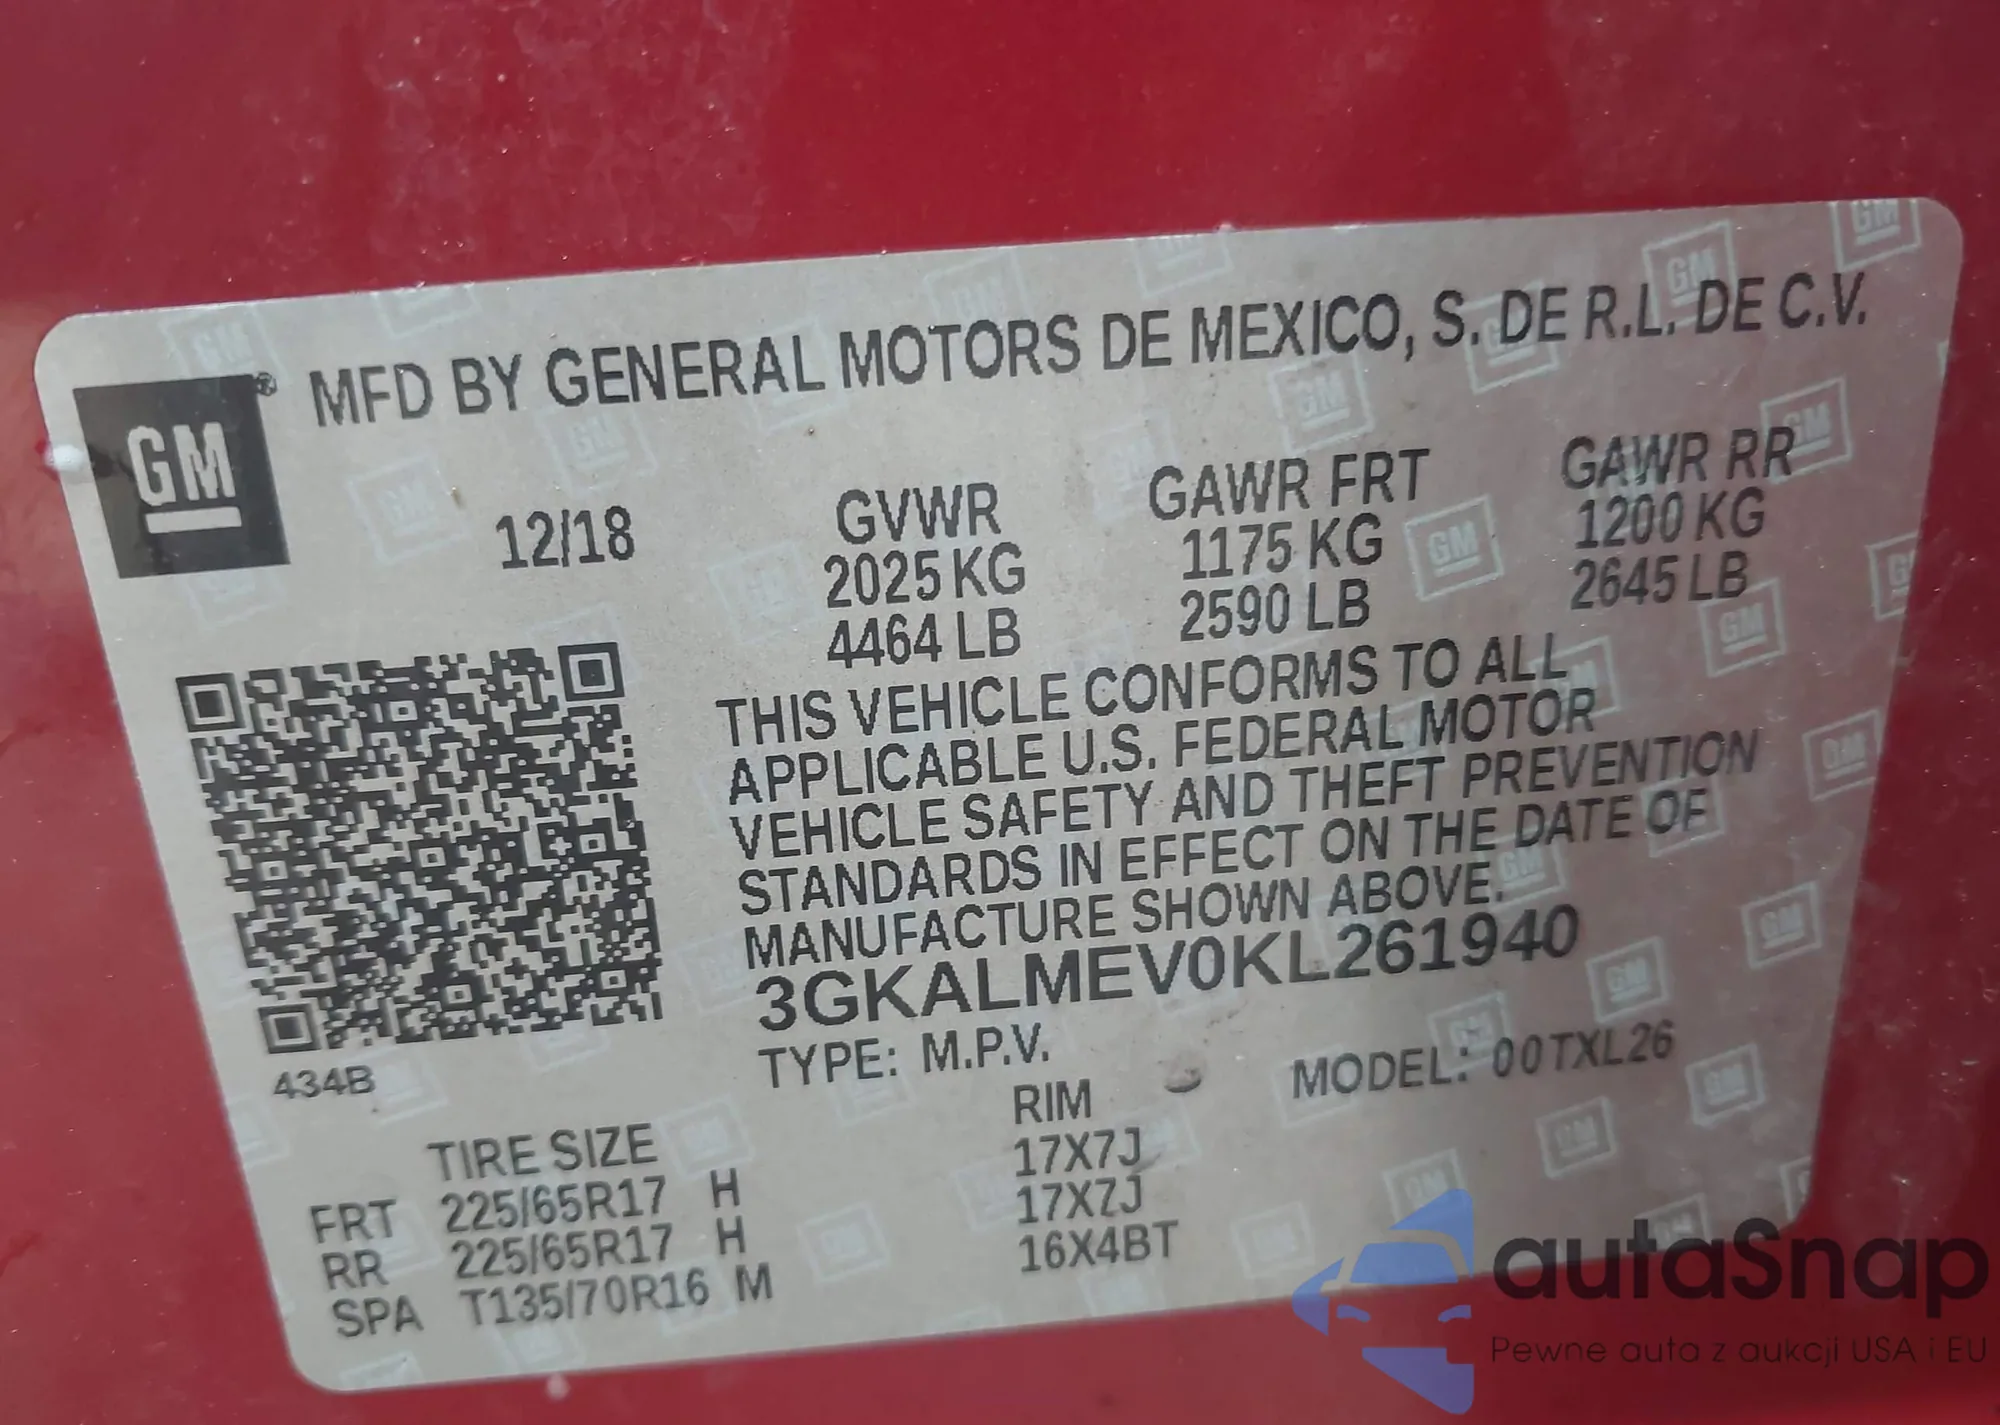 MFD BY GENERAL MOTORS DE MEXICO, S. DE R.L. DE C.V.
GM ®
12/18
GVWR GAWR FRT GAWR RR
2025 KG 1175 KG 1200 KG
4464 LB 2590 LB 2645 LB
THIS VEHICLE CONFORMS TO ALL
APPLICABLE U.S. FEDERAL MOTOR
VEHICLE SAFETY AND THEFT PREVENTION
STANDARDS IN EFFECT ON THE DATE OF
MANUFACTURE SHOWN ABOVE.
3GKALMEV0KL261940
434B
TYPE: M.P.V. MODEL: 00TXL26
TIRE SIZE RIM
FRT 225/65R17 H 17X7J
RR 225/65R17 H 17X7J
SPA T135/70R16 M 16X4BT
autaSnap
Pewne auta z aukcji USA i EU